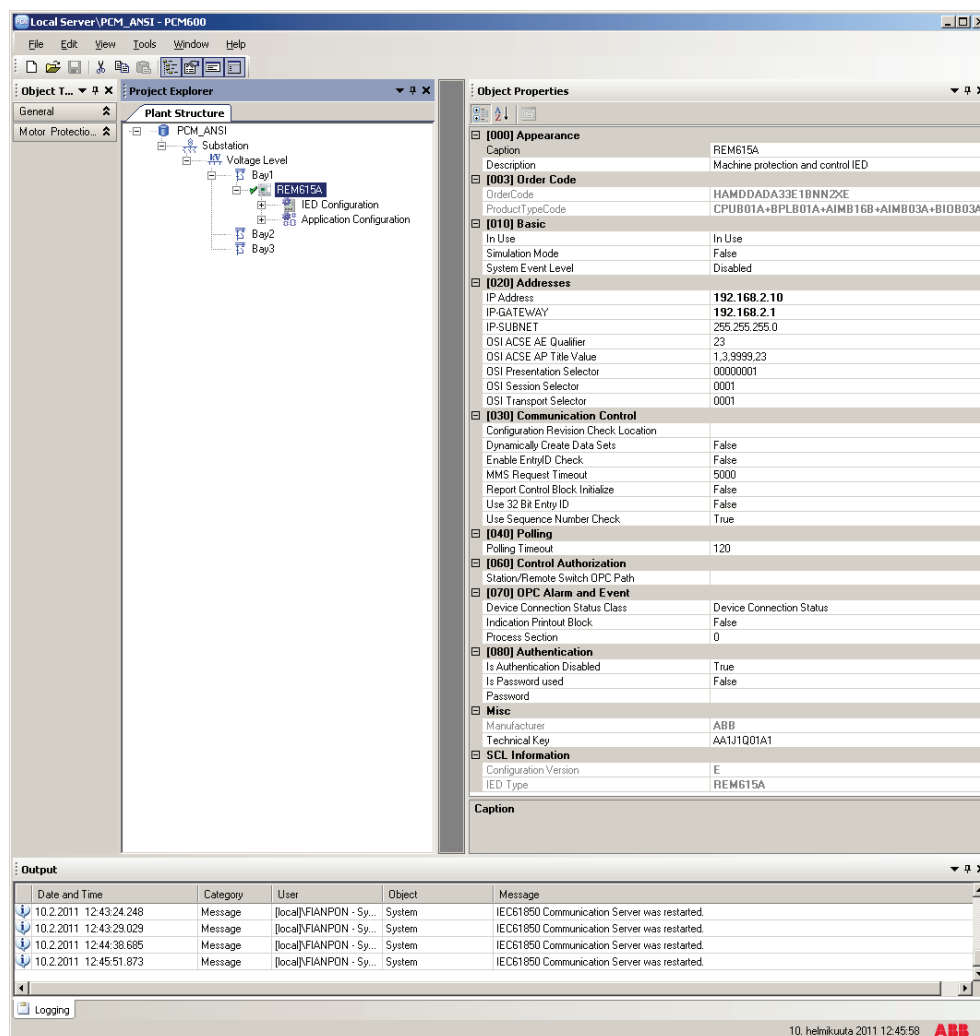 Local Server\PCM_ANSI - PCM600
File Edit View Tools Window Help
Object T...
General
Motor Protectio...
Project Explorer
Plant Structure
PCM_ANSI
Substation
Voltage Level
Bay1
REM615A
IED Configuration
Application Configuration
Bay2
Bay3
Object Properties
[000] Appearance
Caption REM615A
Description Machine protection and control IED
[003] Order Code
OrderCode HAMDDADA33E1BNN2XE
ProductTypeCode CPUB01A+BPLB01A+AIMB16B+AIMB03A+BIOB03A
[010] Basic
In Use In Use
Simulation Mode False
System Event Level Disabled
[020] Addresses
IP Address 192.168.2.10
IP-GATEWAY 192.168.2.1
IP-SUBNET 255.255.255.0
OSI ACSE AE Qualifier 23
OSI ACSE AP Title Value 1,3,9999,23
OSI Presentation Selector 00000001
OSI Session Selector 0001
OSI Transport Selector 0001
[030] Communication Control
Configuration Revision Check Location
Dynamically Create Data Sets False
Enable EntryID Check False
MMS Request Timeout 5000
Report Control Block Initialize False
Use 32 Bit Entry ID False
Use Sequence Number Check True
[040] Polling
Polling Timeout 120
[060] Control Authorization
Station/Remote Switch OPC Path
[070] OPC Alarm and Event
Device Connection Status Class Device Connection Status
Indication Printout Block False
Process Section 0
[080] Authentication
Is Authentication Disabled True
Is Password used False
Password
Misc
Manufacturer ABB
Technical Key AA1J1Q01A1
SCL Information
Configuration Version E
IED Type REM615A
Caption
Output
Date and Time Category User Object Message
10.2.2011 12:43:24.248 Message [local]\FIANPON - Sy... System IEC61850 Communication Server was restarted.
10.2.2011 12:43:29.029 Message [local]\FIANPON - Sy... System IEC61850 Communication Server was restarted.
10.2.2011 12:44:38.685 Message [local]\FIANPON - Sy... System IEC61850 Communication Server was restarted.
10.2.2011 12:45:51.873 Message [local]\FIANPON - Sy... System IEC61850 Communication Server was restarted.
Logging
10. helmikuuta 2011 12:45:58 ABB